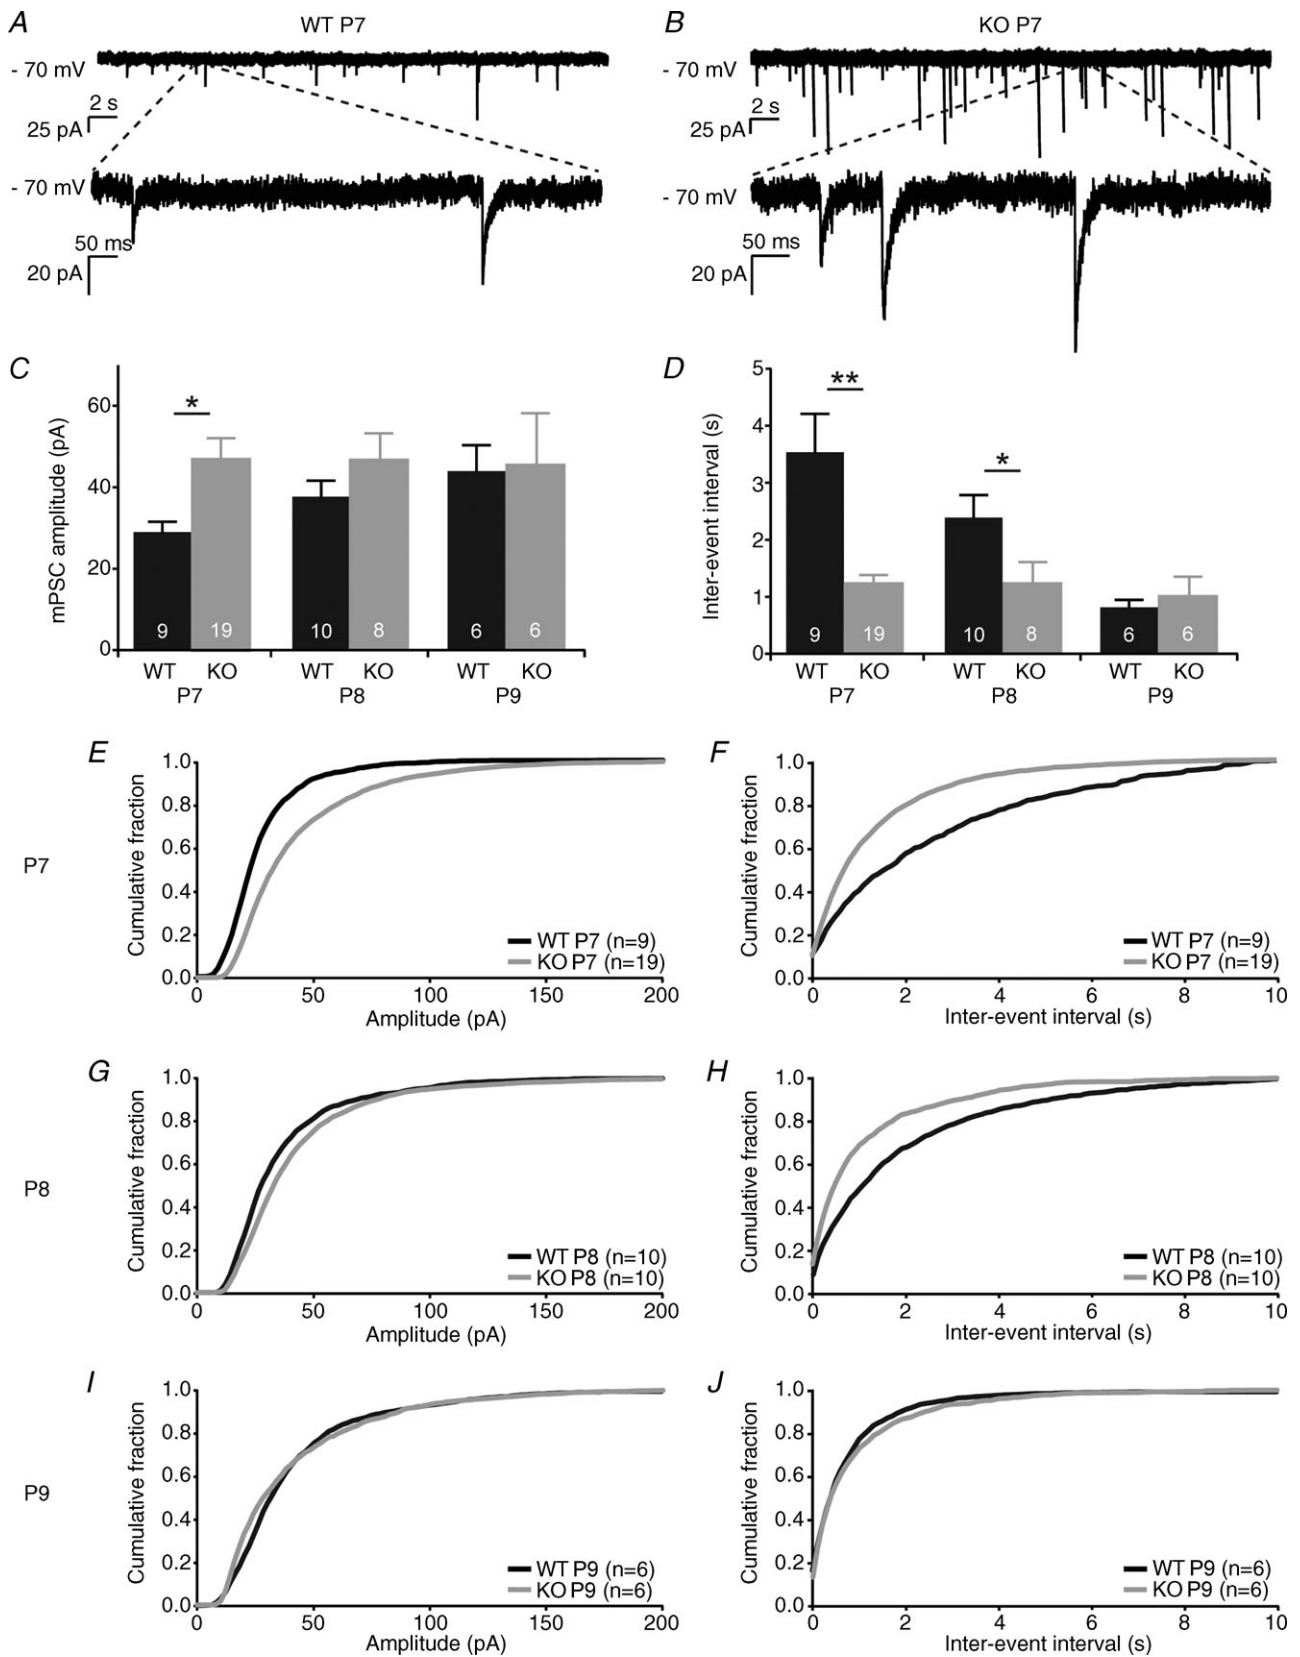 A WT P7
- 70 mV
2 s
25 pA
- 70 mV
50 ms
20 pA
B KO P7
- 70 mV
2 s
25 pA
- 70 mV
50 ms
20 pA
C
mPSC amplitude (pA)
60
40
20
0
*
9 19 10 8 6 6
WT KO WT KO WT KO
P7 P8 P9
D
Inter-event interval (s)
5
4
3
2
1
0
**
*
9 19 10 8 6 6
WT KO WT KO WT KO
P7 P8 P9
P7
E
Cumulative fraction
1.0
0.8
0.6
0.4
0.2
0.0
WT P7 (n=9)
KO P7 (n=19)
0 50 100 150 200
Amplitude (pA)
F
Cumulative fraction
1.0
0.8
0.6
0.4
0.2
0.0
WT P7 (n=9)
KO P7 (n=19)
0 2 4 6 8 10
Inter-event interval (s)
P8
G
Cumulative fraction
1.0
0.8
0.6
0.4
0.2
0.0
WT P8 (n=10)
KO P8 (n=10)
0 50 100 150 200
Amplitude (pA)
H
Cumulative fraction
1.0
0.8
0.6
0.4
0.2
0.0
WT P8 (n=10)
KO P8 (n=10)
0 2 4 6 8 10
Inter-event interval (s)
P9
I
Cumulative fraction
1.0
0.8
0.6
0.4
0.2
0.0
WT P9 (n=6)
KO P9 (n=6)
0 50 100 150 200
Amplitude (pA)
J
Cumulative fraction
1.0
0.8
0.6
0.4
0.2
0.0
WT P9 (n=6)
KO P9 (n=6)
0 2 4 6 8 10
Inter-event interval (s)